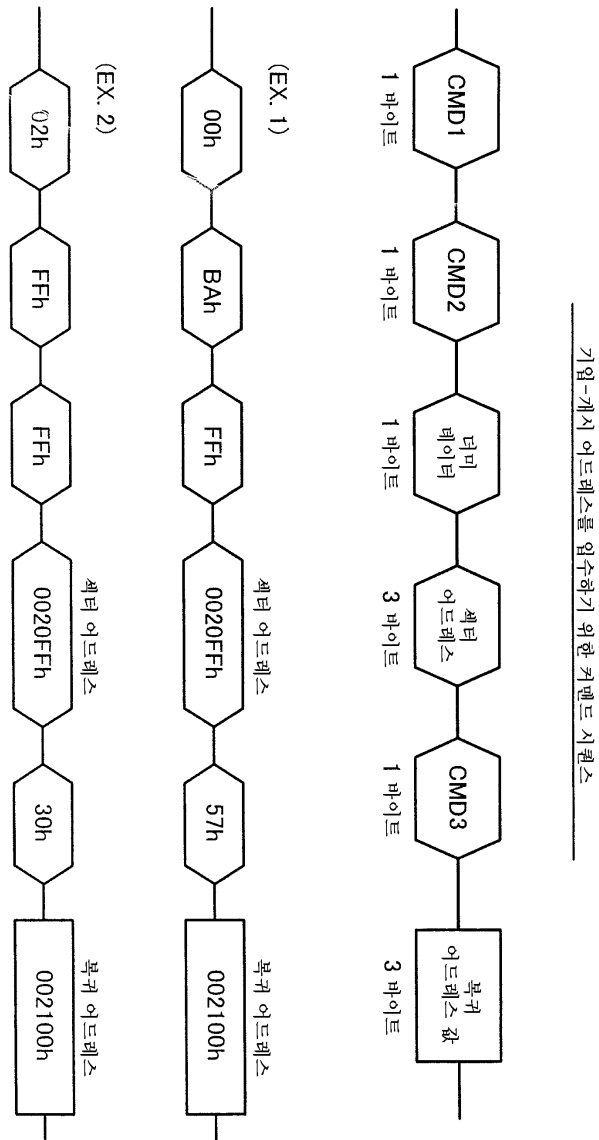 기입-개시 어드레스를 입수하기 위한 커맨드 시퀀스
CMD1
CMD2
더미
데이터
섹터
어드레스
CMD3
복귀
어드레스 값
1 바이트
1 바이트
1 바이트
3 바이트
1 바이트
3 바이트
(EX. 1)
섹터 어드레스
복귀 어드레스
00h
BAh
FFh
0020FFh
57h
002100h
(EX. 2)
섹터 어드레스
복귀 어드레스
02h
FFh
FFh
0020FFh
30h
002100h